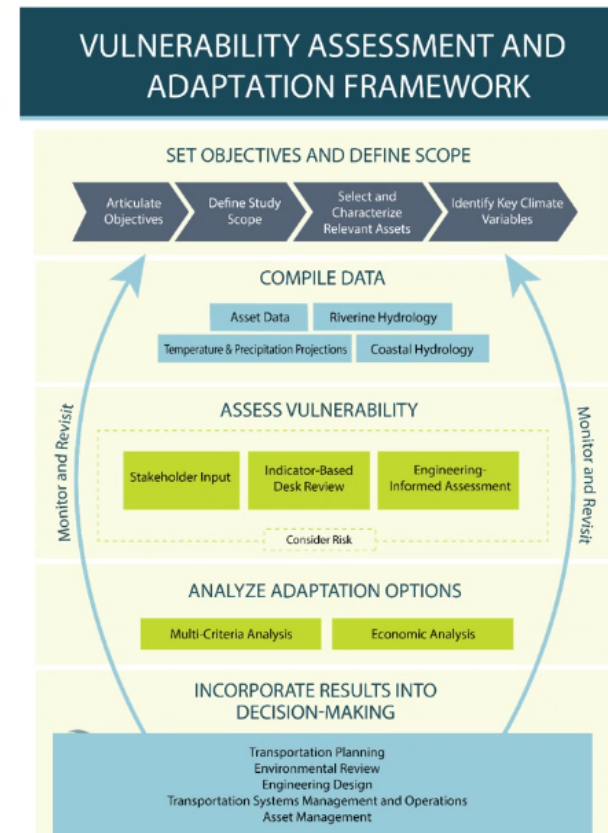 VULNERABILITY ASSESSMENT AND
ADAPTATION FRAMEWORK
SET OBJECTIVES AND DEFINE SCOPE
Articulate
Objectives
Define Study
Scope
Select and
Characterize
Relevant Assets
Identify Key Climate
Variables
COMPILE DATA
Asset Data
Riverine Hydrology
Temperature & Precipitation Projections
Coastal Hydrology
ASSESS VULNERABILITY
Monitor and Revisit
Stakeholder Input
Indicator-Based
Desk Review
Engineering-
Informed Assessment
Monitor and Revisit
Consider Risk
ANALYZE ADAPTATION OPTIONS
Multi-Criteria Analysis
Economic Analysis
INCORPORATE RESULTS INTO
DECISION-MAKING
Transportation Planning
Environmental Review
Engineering Design
Transportation Systems Management and Operations
Asset Management